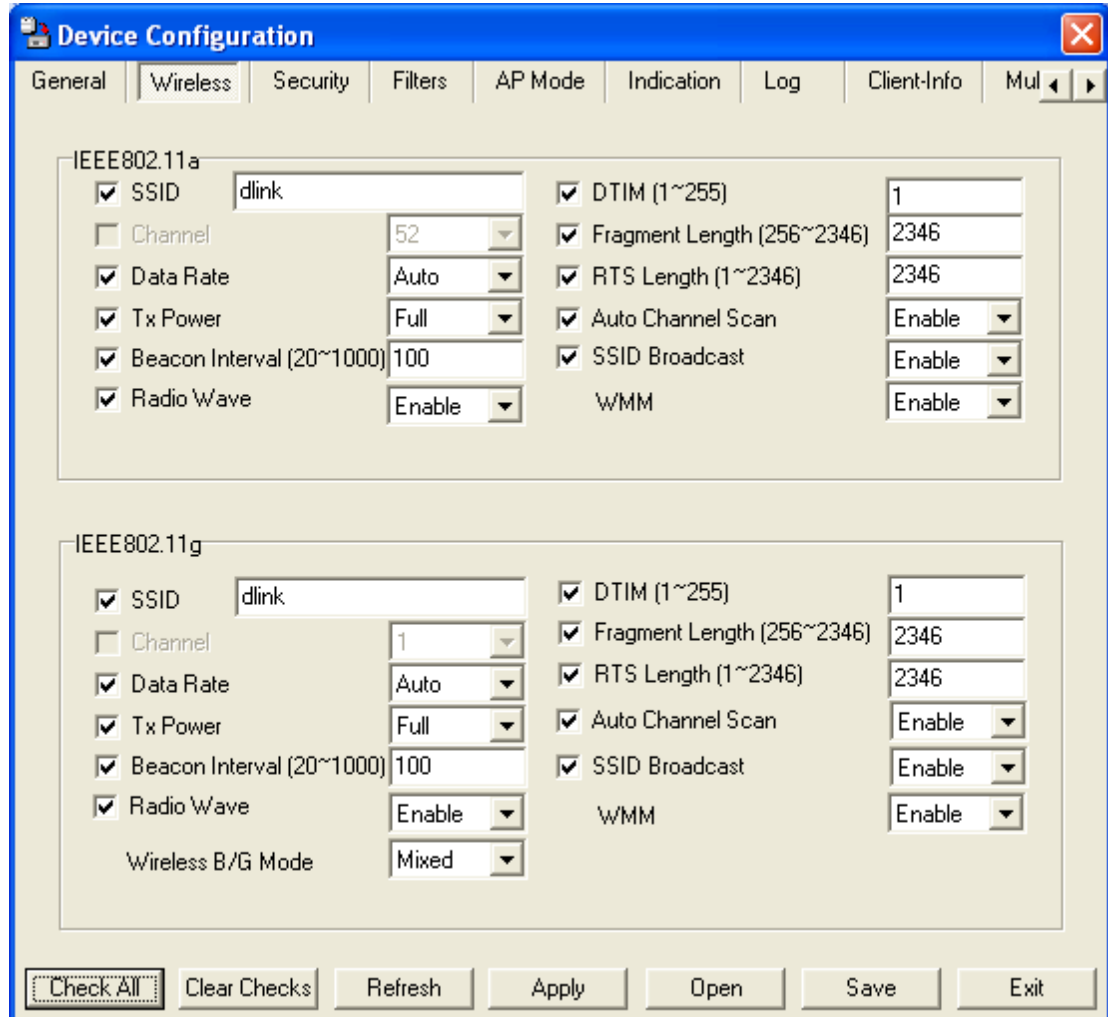 Device Configuration
General Wireless Security Filters AP Mode Indication Log Client-Info Mul
IEEE802.11a
SSID dlink DTIM (1~255) 1
Channel 52 Fragment Length (256~2346) 2346
Data Rate Auto RTS Length (1~2346) 2346
Tx Power Full Auto Channel Scan Enable
Beacon Interval (20~1000) 100 SSID Broadcast Enable
Radio Wave Enable WMM Enable
IEEE802.11g
SSID dlink DTIM (1~255) 1
Channel 1 Fragment Length (256~2346) 2346
Data Rate Auto RTS Length (1~2346) 2346
Tx Power Full Auto Channel Scan Enable
Beacon Interval (20~1000) 100 SSID Broadcast Enable
Radio Wave Enable WMM Enable
Wireless B/G Mode Mixed
Check All Clear Checks Refresh Apply Open Save Exit